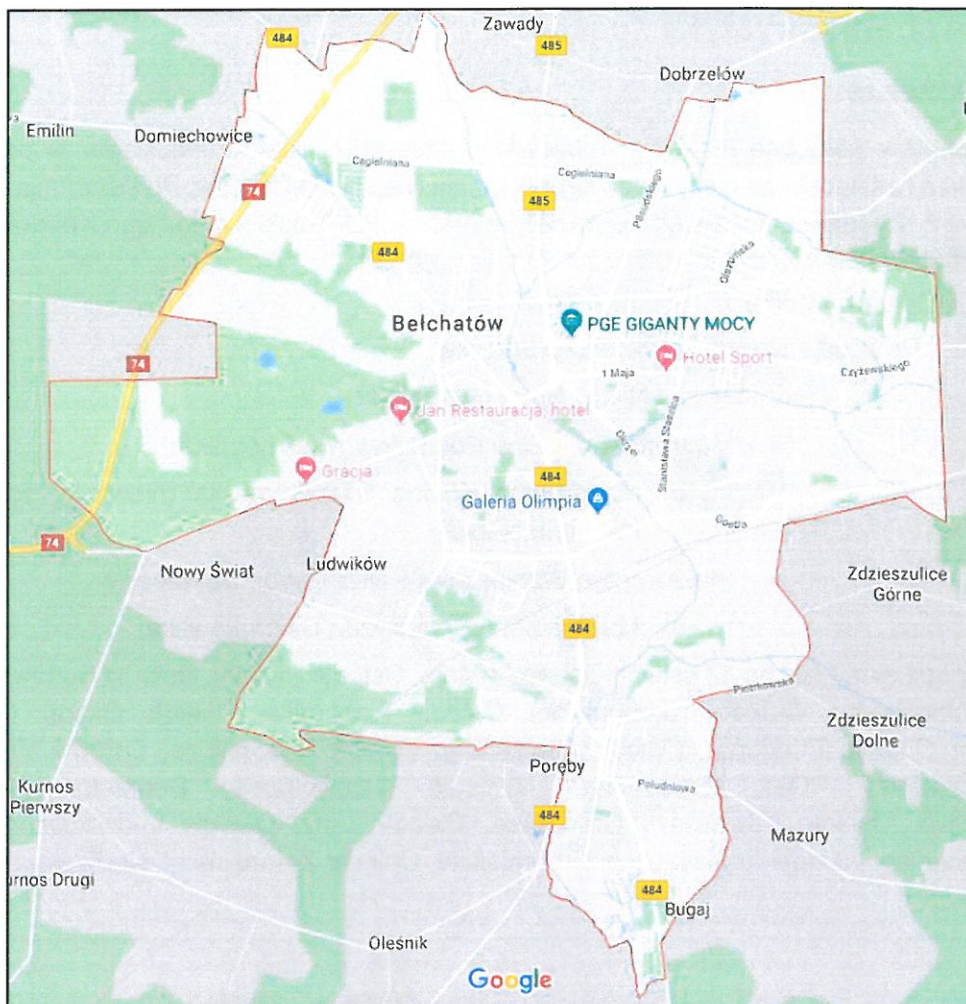 Zawady
484
485
Dobrzelów
Emilin
Domiechowice
Cegielniana
Cegielniana
Piłsudskiego
74
485
484
Olsztyńska
Bełchatów
PGE GIGANTY MOCY
74
Hotel Sport
1 Maja
Czyżewskiego
Jan Restauracja, hotel
Okrzei
Stanisława Staszica
Gracja
484
Galeria Olimpia
74
Nowy Świat
Ludwików
Zdzieszulice
Górne
484
Piotrkowska
Zdzieszulice
Dolne
Poręby
Kurnos
Pierwszy
Południowa
484
Mazury
urnos Drugi
484
Bugaj
Oleśnik
Google